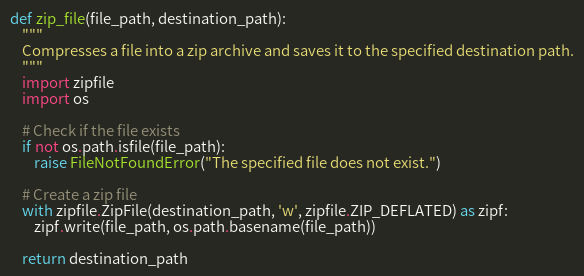 def zip_file(file_path, destination_path):
    """
    Compresses a file into a zip archive and saves it to the specified destination path.
    """
    import zipfile
    import os

    # Check if the file exists
    if not os.path.isfile(file_path):
        raise FileNotFoundError("The specified file does not exist.")

    # Create a zip file
    with zipfile.ZipFile(destination_path, 'w', zipfile.ZIP_DEFLATED) as zipf:
        zipf.write(file_path, os.path.basename(file_path))

    return destination_path